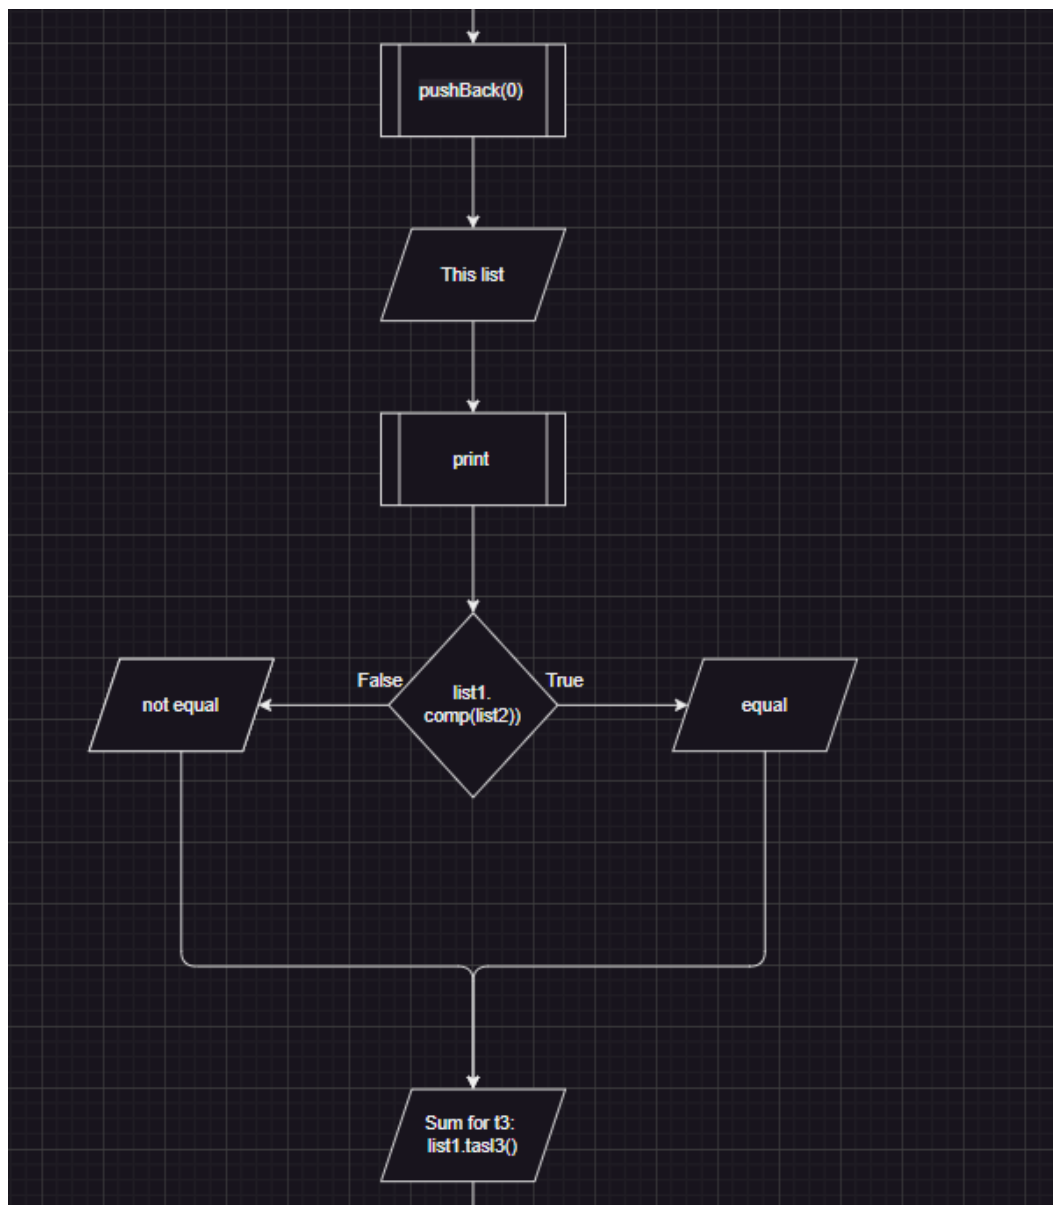 pushBack(0)
This list
print
False
True
not equal
list1.
comp(list2))
equal
Sum for t3:
list1.tasl3()